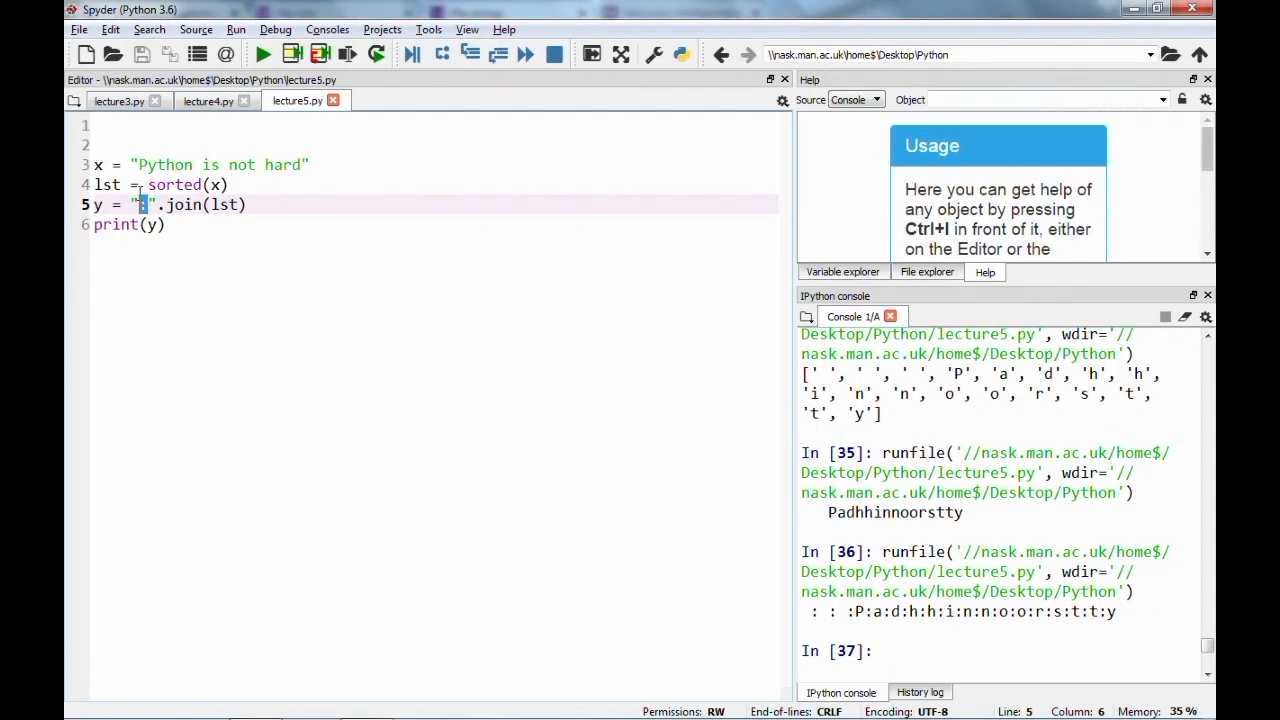 Spyder (Python 3.6)
File Edit Search Source Run Debug Consoles Projects Tools View Help
\\nask.man.ac.uk\home$\Desktop\Python
Editor - \\nask.man.ac.uk\home$\Desktop\Python\lecture5.py
lecture3.py lecture4.py lecture5.py
1
2
3 x = "Python is not hard"
4 lst = sorted(x)
5 y = ":".join(lst)
6 print(y)
Help
Source Console Object
Usage
Here you can get help of
any object by pressing
Ctrl+I in front of it, either
on the Editor or the
Variable explorer File explorer Help
IPython console
Console 1/A
Desktop/Python/lecture5.py', wdir='//
nask.man.ac.uk/home$/Desktop/Python')
[' ', ' ', ' ', 'P', 'a', 'd', 'h', 'h',
'i', 'n', 'n', 'o', 'o', 'r', 's', 't',
't', 'y']
In [35]: runfile('//nask.man.ac.uk/home$/
Desktop/Python/lecture5.py', wdir='//
nask.man.ac.uk/home$/Desktop/Python')
Padhhinnoorstty
In [36]: runfile('//nask.man.ac.uk/home$/
Desktop/Python/lecture5.py', wdir='//
nask.man.ac.uk/home$/Desktop/Python')
: : :P:a:d:h:h:i:n:n:o:o:r:s:t:t:y
In [37]:
IPython console History log
Permissions: RW End-of-lines: CRLF Encoding: UTF-8 Line: 5 Column: 6 Memory: 35 %